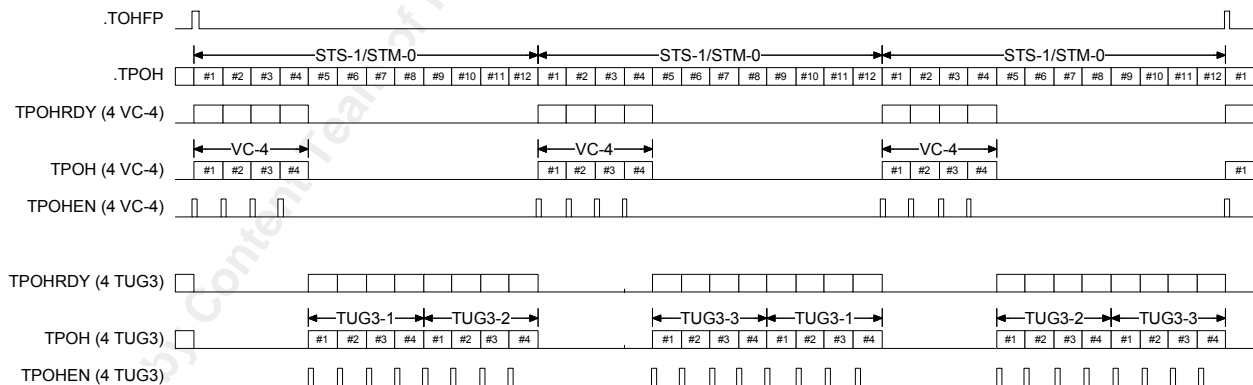 .TOHFP
STS-1/STM-0 STS-1/STM-0 STS-1/STM-0
.TPOH #1 #2 #3 #4 #5 #6 #7 #8 #9 #10 #11 #12 #1 #2 #3 #4 #5 #6 #7 #8 #9 #10 #11 #12 #1 #2 #3 #4 #5 #6 #7 #8 #9 #10 #11 #12 #1
TPOHRDY (4 VC-4)
VC-4 VC-4 VC-4
TPOH (4 VC-4) #1 #2 #3 #4 #1 #2 #3 #4 #1 #2 #3 #4 #1
TPOHEN (4 VC-4)
TPOHRDY (4 TUG3)
TUG3-1 TUG3-2 TUG3-3 TUG3-1 TUG3-2 TUG3-3
TPOH (4 TUG3) #1 #2 #3 #4 #1 #2 #3 #4 #1 #2 #3 #4 #1 #2 #3 #4 #1 #2 #3 #4 #1 #2 #3 #4
TPOHEN (4 TUG3)
by Content Team of